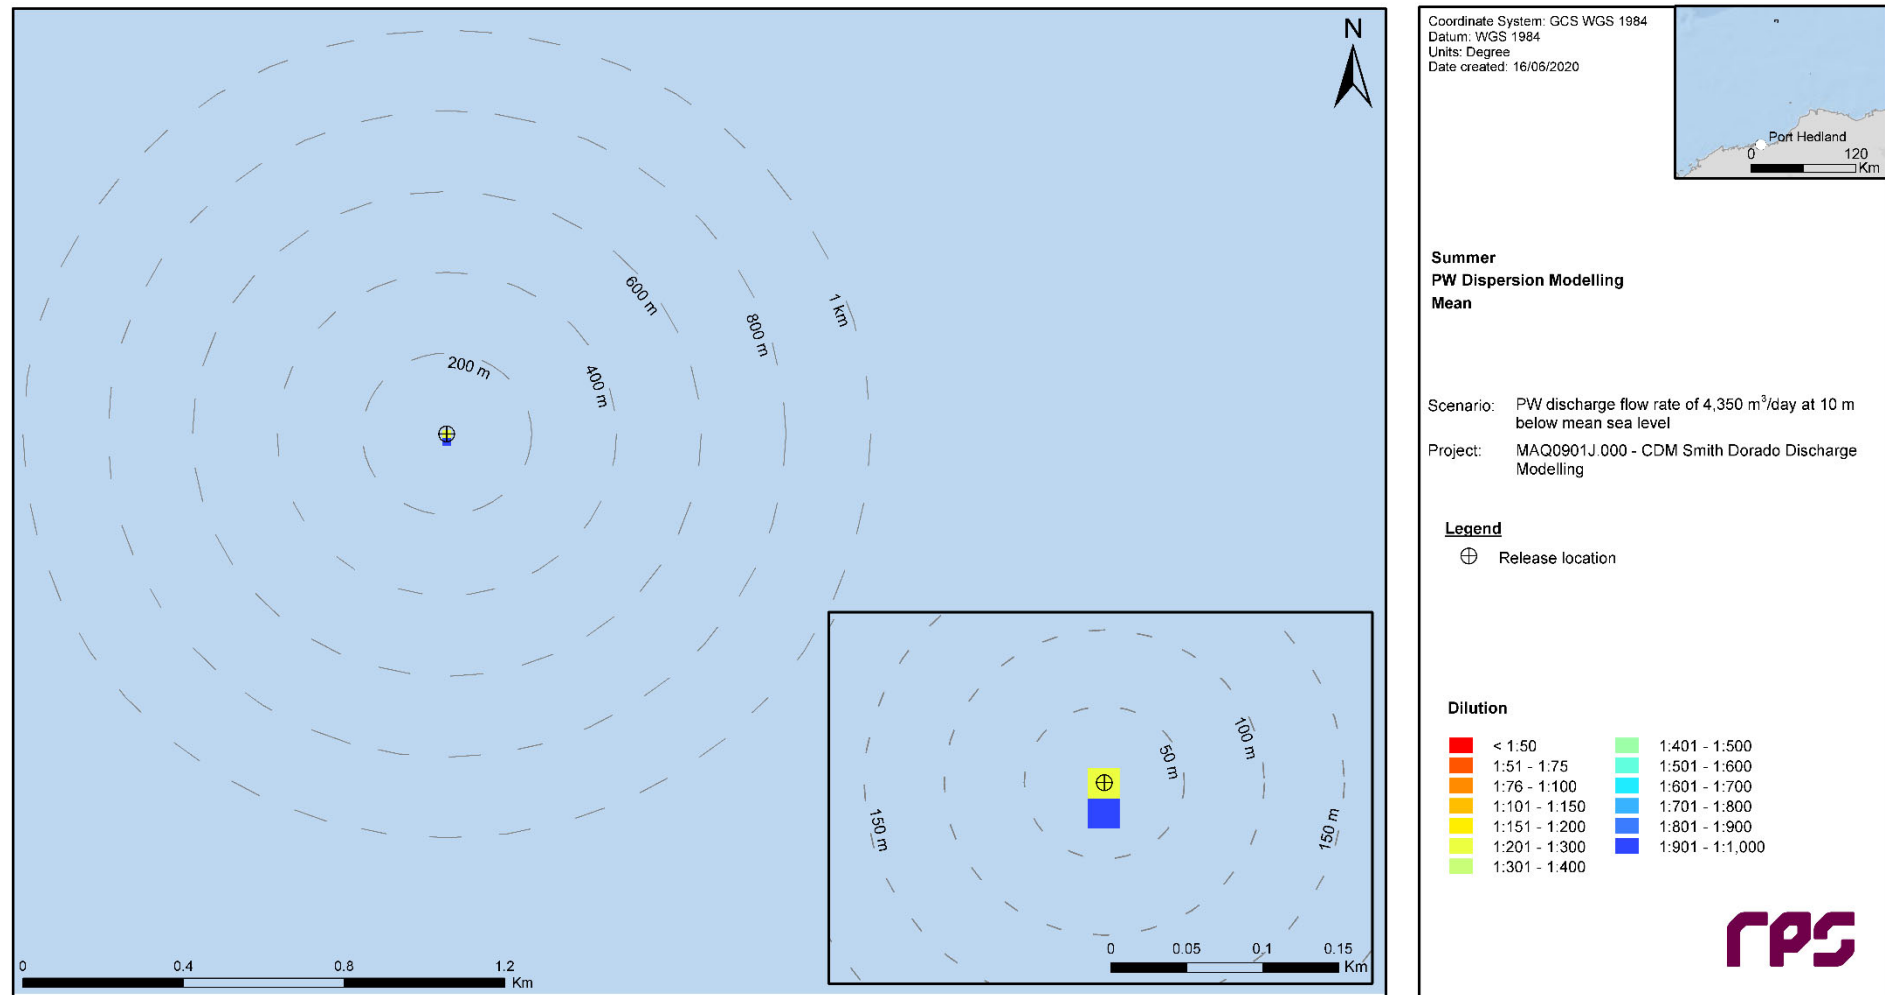 N
1 km
600 m
800 m
200 m
400 m
0 0.4 0.8 1.2
Km
50 m
100 m
150 m
150 m
0 0.05 0.1 0.15
Km
Coordinate System: GCS WGS 1984
Datum: WGS 1984
Units: Degree
Date created: 16/06/2020
Port Hedland
0 120
Km
Summer
PW Dispersion Modelling
Mean
Scenario: PW discharge flow rate of 4,350 m³/day at 10 m
below mean sea level
Project: MAQ0901J.000 - CDM Smith Dorado Discharge
Modelling
Legend
Release location
Dilution
< 1:50
1:51 - 1:75
1:76 - 1:100
1:101 - 1:150
1:151 - 1:200
1:201 - 1:300
1:301 - 1:400
1:401 - 1:500
1:501 - 1:600
1:601 - 1:700
1:701 - 1:800
1:801 - 1:900
1:901 - 1:1,000
rps